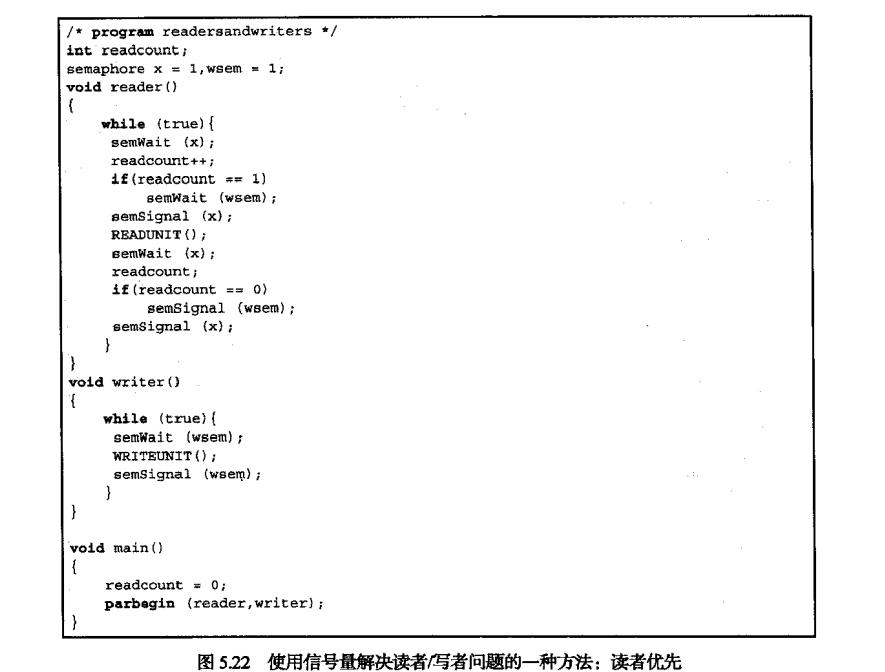 /* program readersandwriters */
int readcount;
semaphore x = 1,wsem = 1;
void reader()
{
    while (true){
     semWait (x);
     readcount++;
     if(readcount == 1)
         semWait (wsem);
     semSignal (x);
     READUNIT();
     semWait (x);
     readcount;
     if(readcount == 0)
         semSignal (wsem);
     semSignal (x);
    }
}
void writer()
{
    while (true){
     semWait (wsem);
     WRITEUNIT();
     semSignal (wsem);
    }
}

void main()
{
    readcount = 0;
    parbegin (reader,writer);
}
图 5.22 使用信号量解决读者/写者问题的一种方法：读者优先